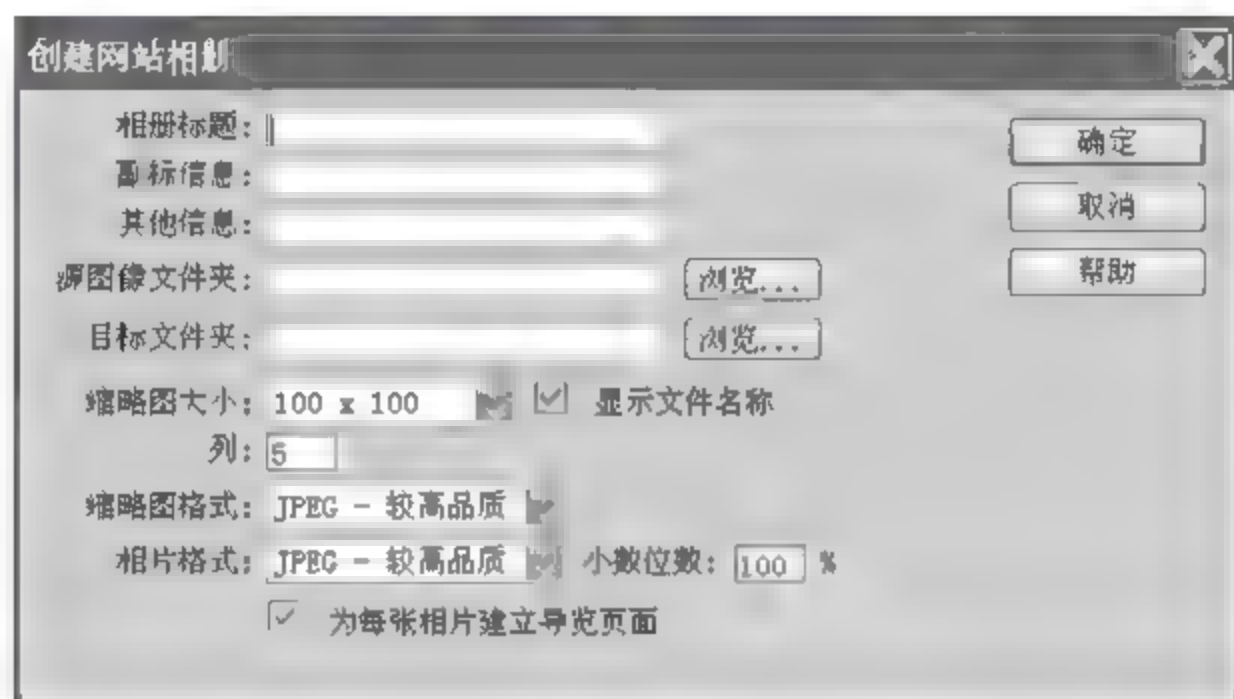 创建网站相册
相册标题:
副标信息:
其他信息:
源图像文件夹: 浏览...
目标文件夹: 浏览...
缩略图大小: 100 x 100 显示文件名称
列: 5
缩略图格式: JPEG - 较高品质
相片格式: JPEG - 较高品质 小数位数: 100 %
为每张相片建立导览页面
确定
取消
帮助